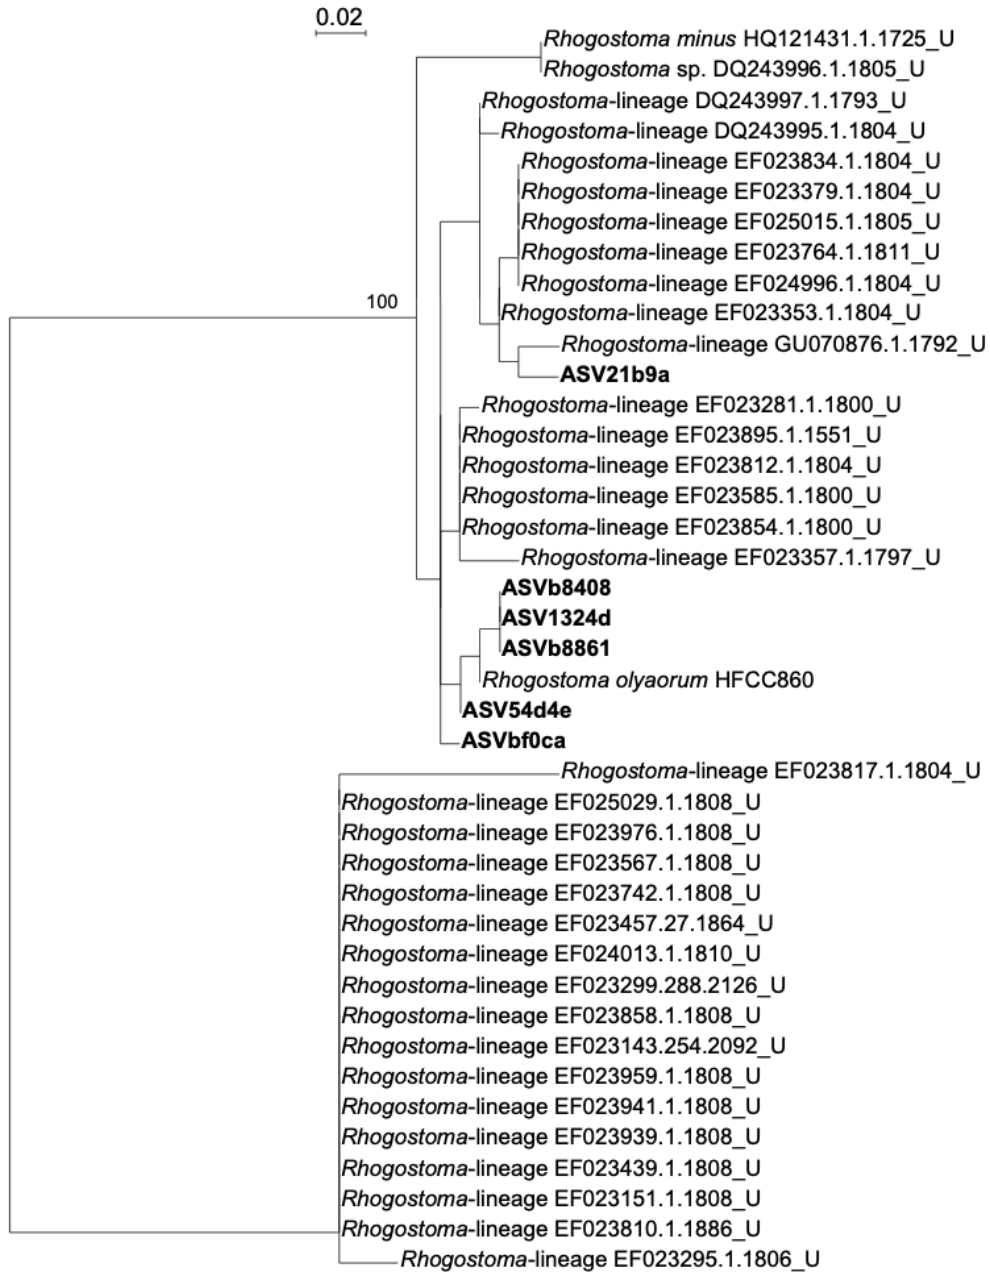 0.02
Rhogostoma minus HQ121431.1.1725_U
Rhogostoma sp. DQ243996.1.1805_U
Rhogostoma-lineage DQ243997.1.1793_U
Rhogostoma-lineage DQ243995.1.1804_U
Rhogostoma-lineage EF023834.1.1804_U
Rhogostoma-lineage EF023379.1.1804_U
Rhogostoma-lineage EF025015.1.1805_U
Rhogostoma-lineage EF023764.1.1811_U
Rhogostoma-lineage EF024996.1.1804_U
100
Rhogostoma-lineage EF023353.1.1804_U
Rhogostoma-lineage GU070876.1.1792_U
ASV21b9a
Rhogostoma-lineage EF023281.1.1800_U
Rhogostoma-lineage EF023895.1.1551_U
Rhogostoma-lineage EF023812.1.1804_U
Rhogostoma-lineage EF023585.1.1800_U
Rhogostoma-lineage EF023854.1.1800_U
Rhogostoma-lineage EF023357.1.1797_U
ASVb8408
ASV1324d
ASVb8861
Rhogostoma olyaorum HFCC860
ASV54d4e
ASVbf0ca
Rhogostoma-lineage EF023817.1.1804_U
Rhogostoma-lineage EF025029.1.1808_U
Rhogostoma-lineage EF023976.1.1808_U
Rhogostoma-lineage EF023567.1.1808_U
Rhogostoma-lineage EF023742.1.1808_U
Rhogostoma-lineage EF023457.27.1864_U
Rhogostoma-lineage EF024013.1.1810_U
Rhogostoma-lineage EF023299.288.2126_U
Rhogostoma-lineage EF023858.1.1808_U
Rhogostoma-lineage EF023143.254.2092_U
Rhogostoma-lineage EF023959.1.1808_U
Rhogostoma-lineage EF023941.1.1808_U
Rhogostoma-lineage EF023939.1.1808_U
Rhogostoma-lineage EF023439.1.1808_U
Rhogostoma-lineage EF023151.1.1808_U
Rhogostoma-lineage EF023810.1.1886_U
Rhogostoma-lineage EF023295.1.1806_U